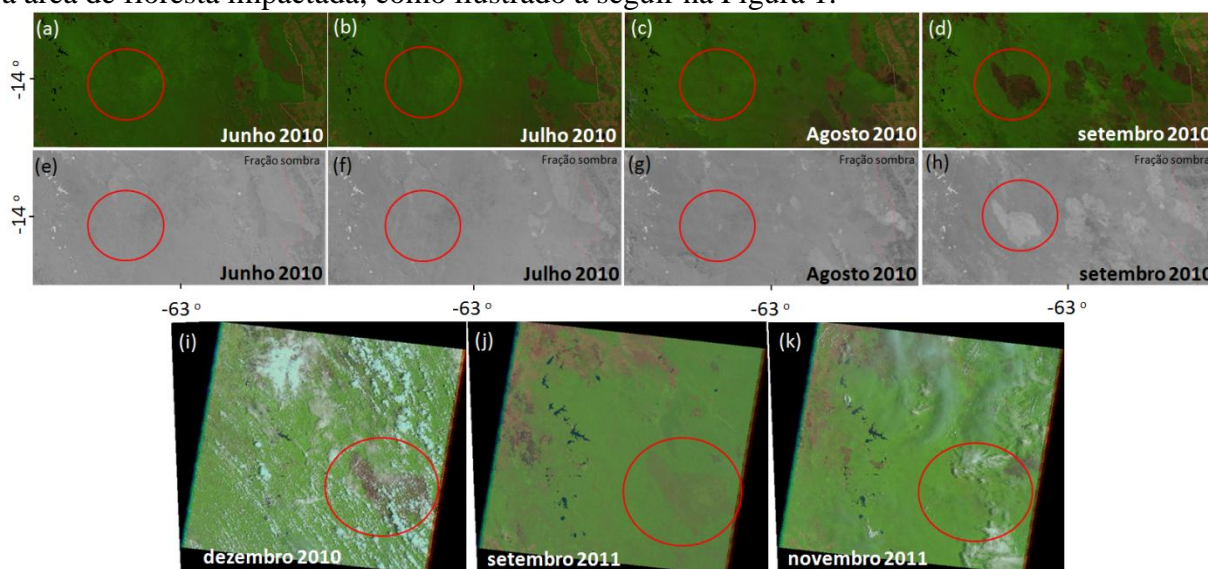 a área de floresta impactada, como ilustrado a seguir na Figura 1.
(a) (b) (c) (d)
-14°
Junho 2010 Julho 2010 Agosto 2010 setembro 2010
(e) Fração sombra (f) Fração sombra (g) Fração sombra (h) Fração sombra
-14°
Junho 2010 Julho 2010 Agosto 2010 setembro 2010
-63 ° -63 ° -63 ° -63 °
(i) (j) (k)
dezembro 2010 setembro 2011 novembro 2011